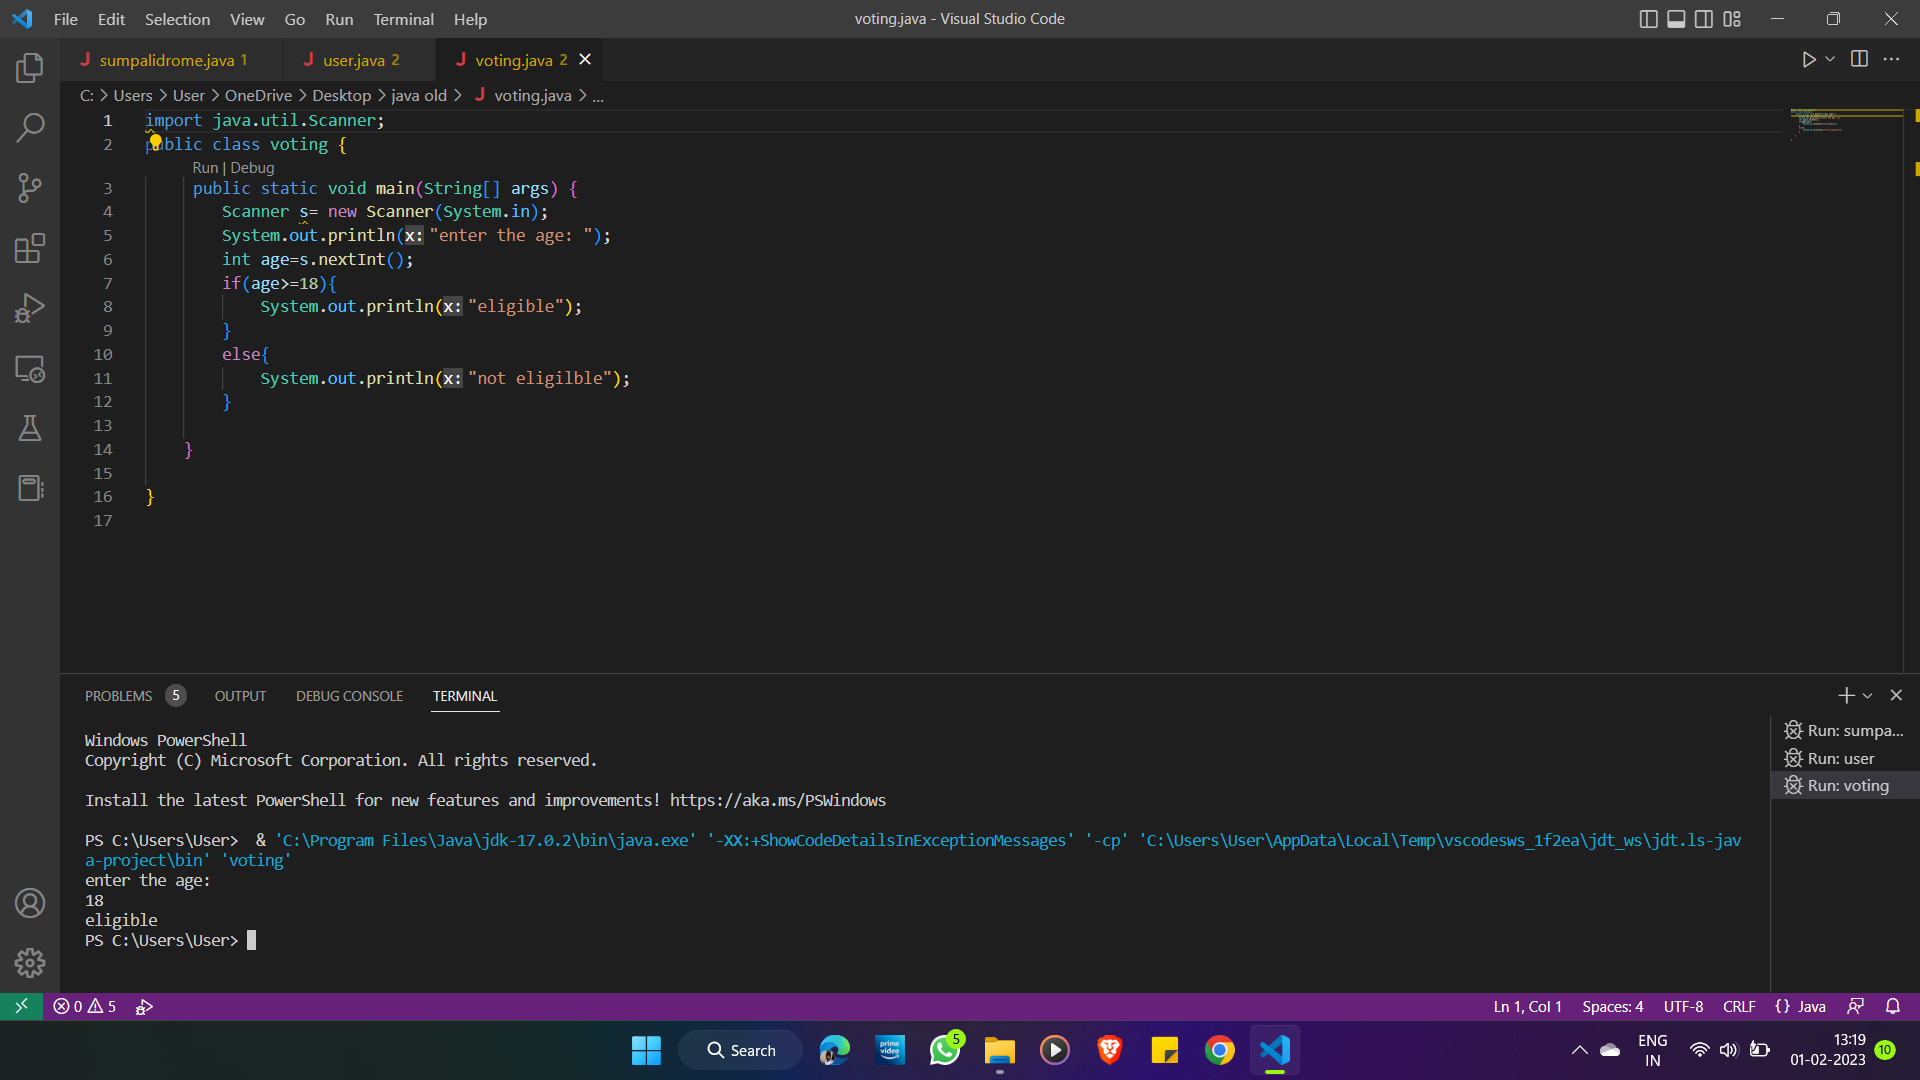 File Edit Selection View Go Run Terminal Help
voting.java - Visual Studio Code
J sumpalidrome.java 1
J user.java 2
J voting.java 2
C: > Users > User > OneDrive > Desktop > java old > J voting.java > ...
1 import java.util.Scanner;
2 public class voting {
Run | Debug
3 public static void main(String[] args) {
4 Scanner s= new Scanner(System.in);
5 System.out.println(x: "enter the age: ");
6 int age=s.nextInt();
7 if(age>=18){
8 System.out.println(x: "eligible");
9 }
10 else{
11 System.out.println(x: "not eligilble");
12 }
13
14 }
15
16 }
17
PROBLEMS 5 OUTPUT DEBUG CONSOLE TERMINAL
Windows PowerShell
Copyright (C) Microsoft Corporation. All rights reserved.
Install the latest PowerShell for new features and improvements! https://aka.ms/PSWindows
PS C:\Users\User>  & 'C:\Program Files\Java\jdk-17.0.2\bin\java.exe' '-XX:+ShowCodeDetailsInExceptionMessages' '-cp' 'C:\Users\User\AppData\Local\Temp\vscodesws_1f2ea\jdt_ws\jdt.ls-jav
a-project\bin' 'voting'
enter the age:
18
eligible
PS C:\Users\User>
Run: sumpa...
Run: user
Run: voting
0 5
Ln 1, Col 1 Spaces: 4 UTF-8 CRLF {} Java
Search
prime video
5
ENG
IN
13:19
01-02-2023
10